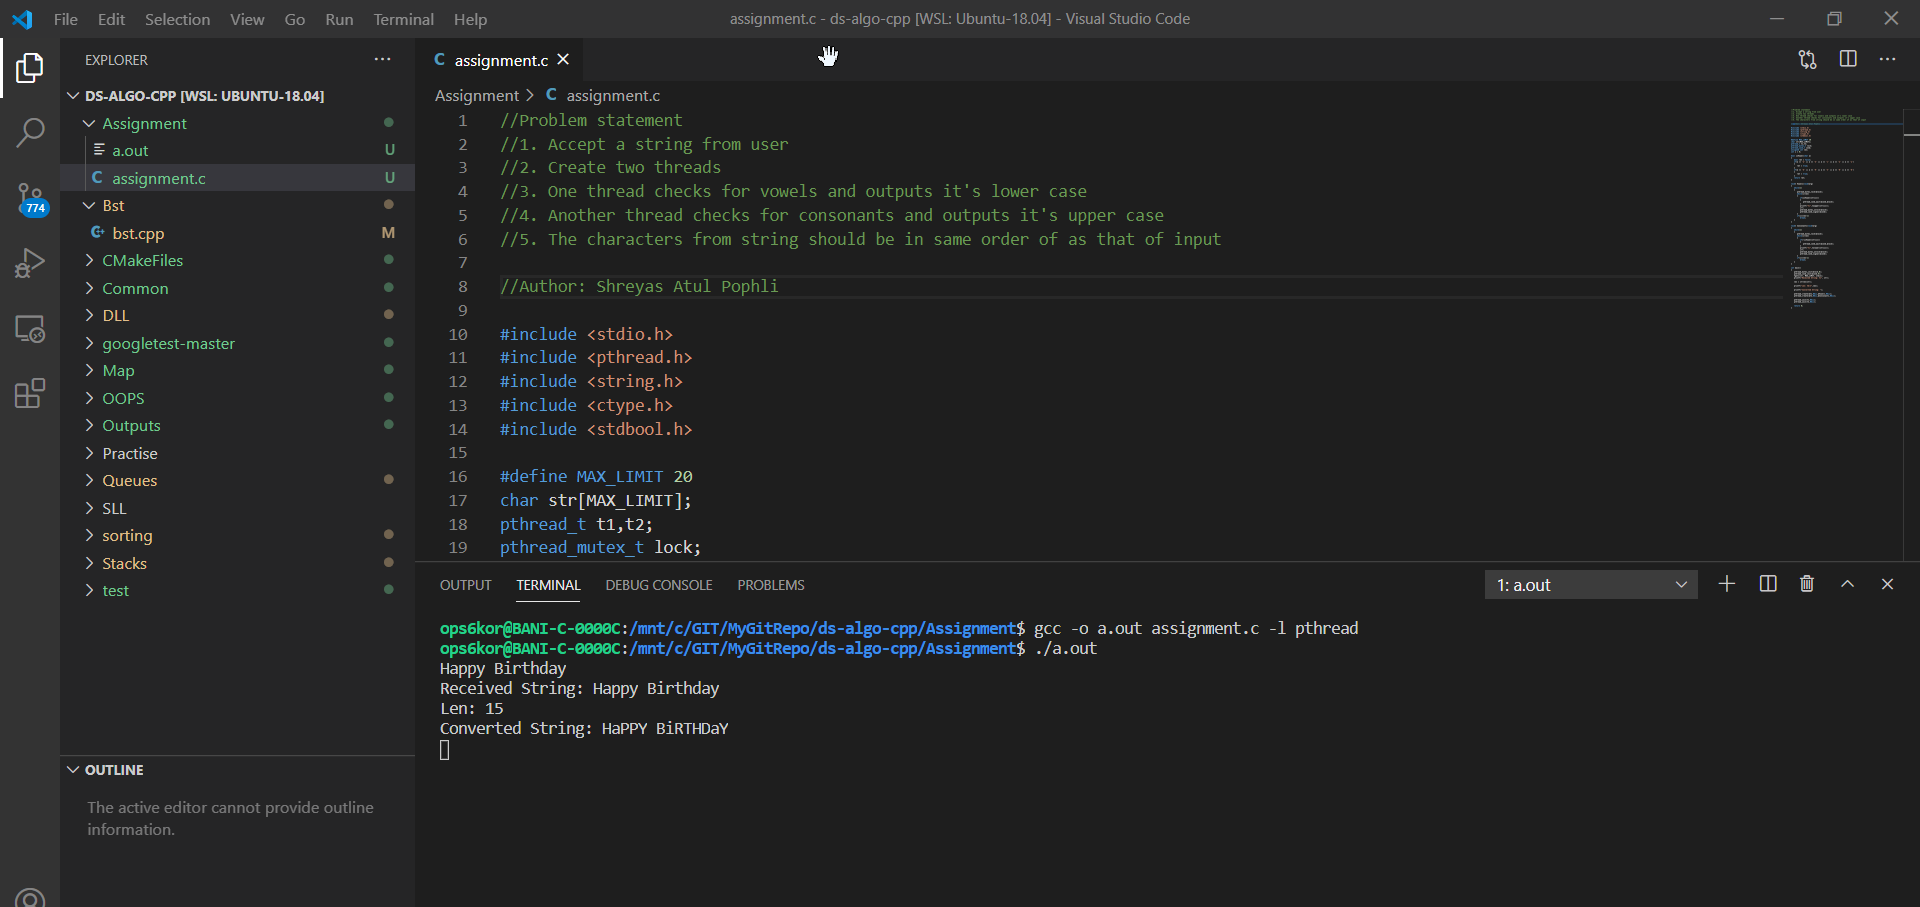 File Edit Selection View Go Run Terminal Help
assignment.c - ds-algo-cpp [WSL: Ubuntu-18.04] - Visual Studio Code
EXPLORER
DS-ALGO-CPP [WSL: UBUNTU-18.04]
Assignment
a.out U
assignment.c U
Bst
bst.cpp M
CMakeFiles
Common
DLL
googletest-master
Map
OOPS
Outputs
Practise
Queues
SLL
sorting
Stacks
test
774
OUTLINE
The active editor cannot provide outline
information.
C assignment.c
Assignment > C assignment.c
1 //Problem statement
2 //1. Accept a string from user
3 //2. Create two threads
4 //3. One thread checks for vowels and outputs it's lower case
5 //4. Another thread checks for consonants and outputs it's upper case
6 //5. The characters from string should be in same order of as that of input
7
8 //Author: Shreyas Atul Pophli
9
10 #include <stdio.h>
11 #include <pthread.h>
12 #include <string.h>
13 #include <ctype.h>
14 #include <stdbool.h>
15
16 #define MAX_LIMIT 20
17 char str[MAX_LIMIT];
18 pthread_t t1,t2;
19 pthread_mutex_t lock;
OUTPUT TERMINAL DEBUG CONSOLE PROBLEMS
1: a.out
ops6kor@BANI-C-0000C:/mnt/c/GIT/MyGitRepo/ds-algo-cpp/Assignment$ gcc -o a.out assignment.c -l pthread
ops6kor@BANI-C-0000C:/mnt/c/GIT/MyGitRepo/ds-algo-cpp/Assignment$ ./a.out
Happy Birthday
Received String: Happy Birthday
Len: 15
Converted String: HaPPY BiRTHDaY